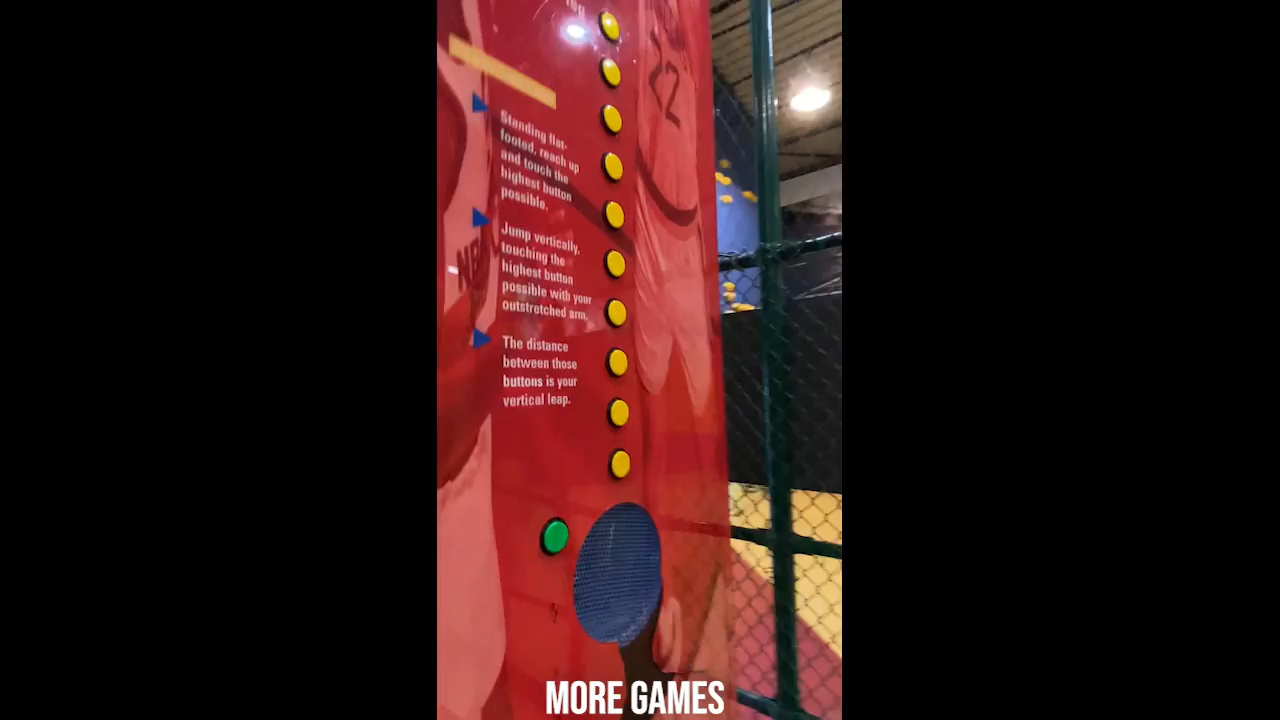 Standing flat-
footed, reach up
and touch the
highest button
possible.
Jump vertically,
touching the
highest button
possible with your
outstretched arm.
The distance
between those
buttons is your
vertical leap.
MORE GAMES